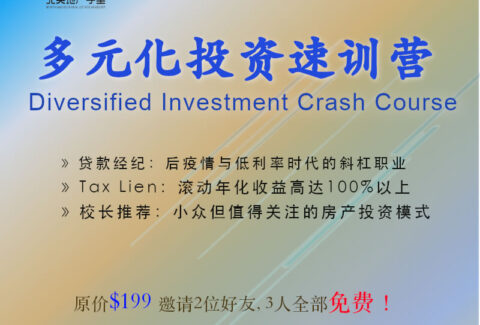 多元化投资速训营
Diversified Investment Crash Course
》贷款经纪：后疫情与低利率时代的斜杠职业
》Tax Lien：滚动年化收益高达100%以上
》校长推荐：小众但值得关注的房产投资模式
原价$199 邀请2位好友，3人全部免费！